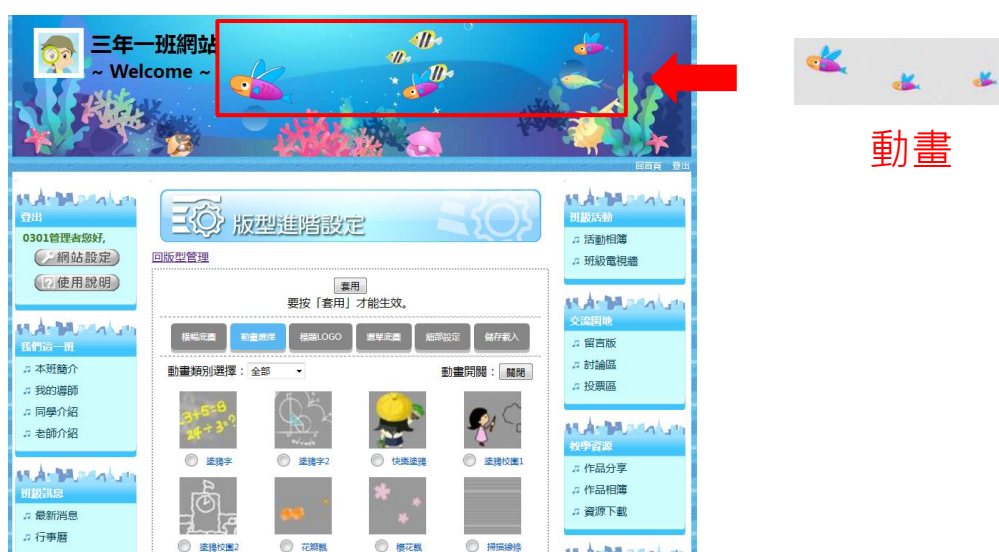 三年一班網站
~ Welcome ~
回首頁 登出
動畫
登出
0301管理者您好,
網站設定
使用說明
我們這一班
本班簡介
我的導師
同學介紹
老師介紹
班級訊息
最新消息
行事曆
版型進階設定
回版型管理
套用
要按「套用」才能生效。
橫幅底圖 動畫選擇 標題LOGO 選單底圖 細部設定 儲存載入
動畫類別選擇：全部 動畫開關：關閉
塗鴉字 塗鴉字2 快樂塗鴉 塗鴉校園1
塗鴉校園2 花瓣飄 櫻花飄 掃描線條
班級活動
活動相簿
班級電視牆
交流園地
留言版
討論區
投票區
教學資源
作品分享
作品相簿
資源下載